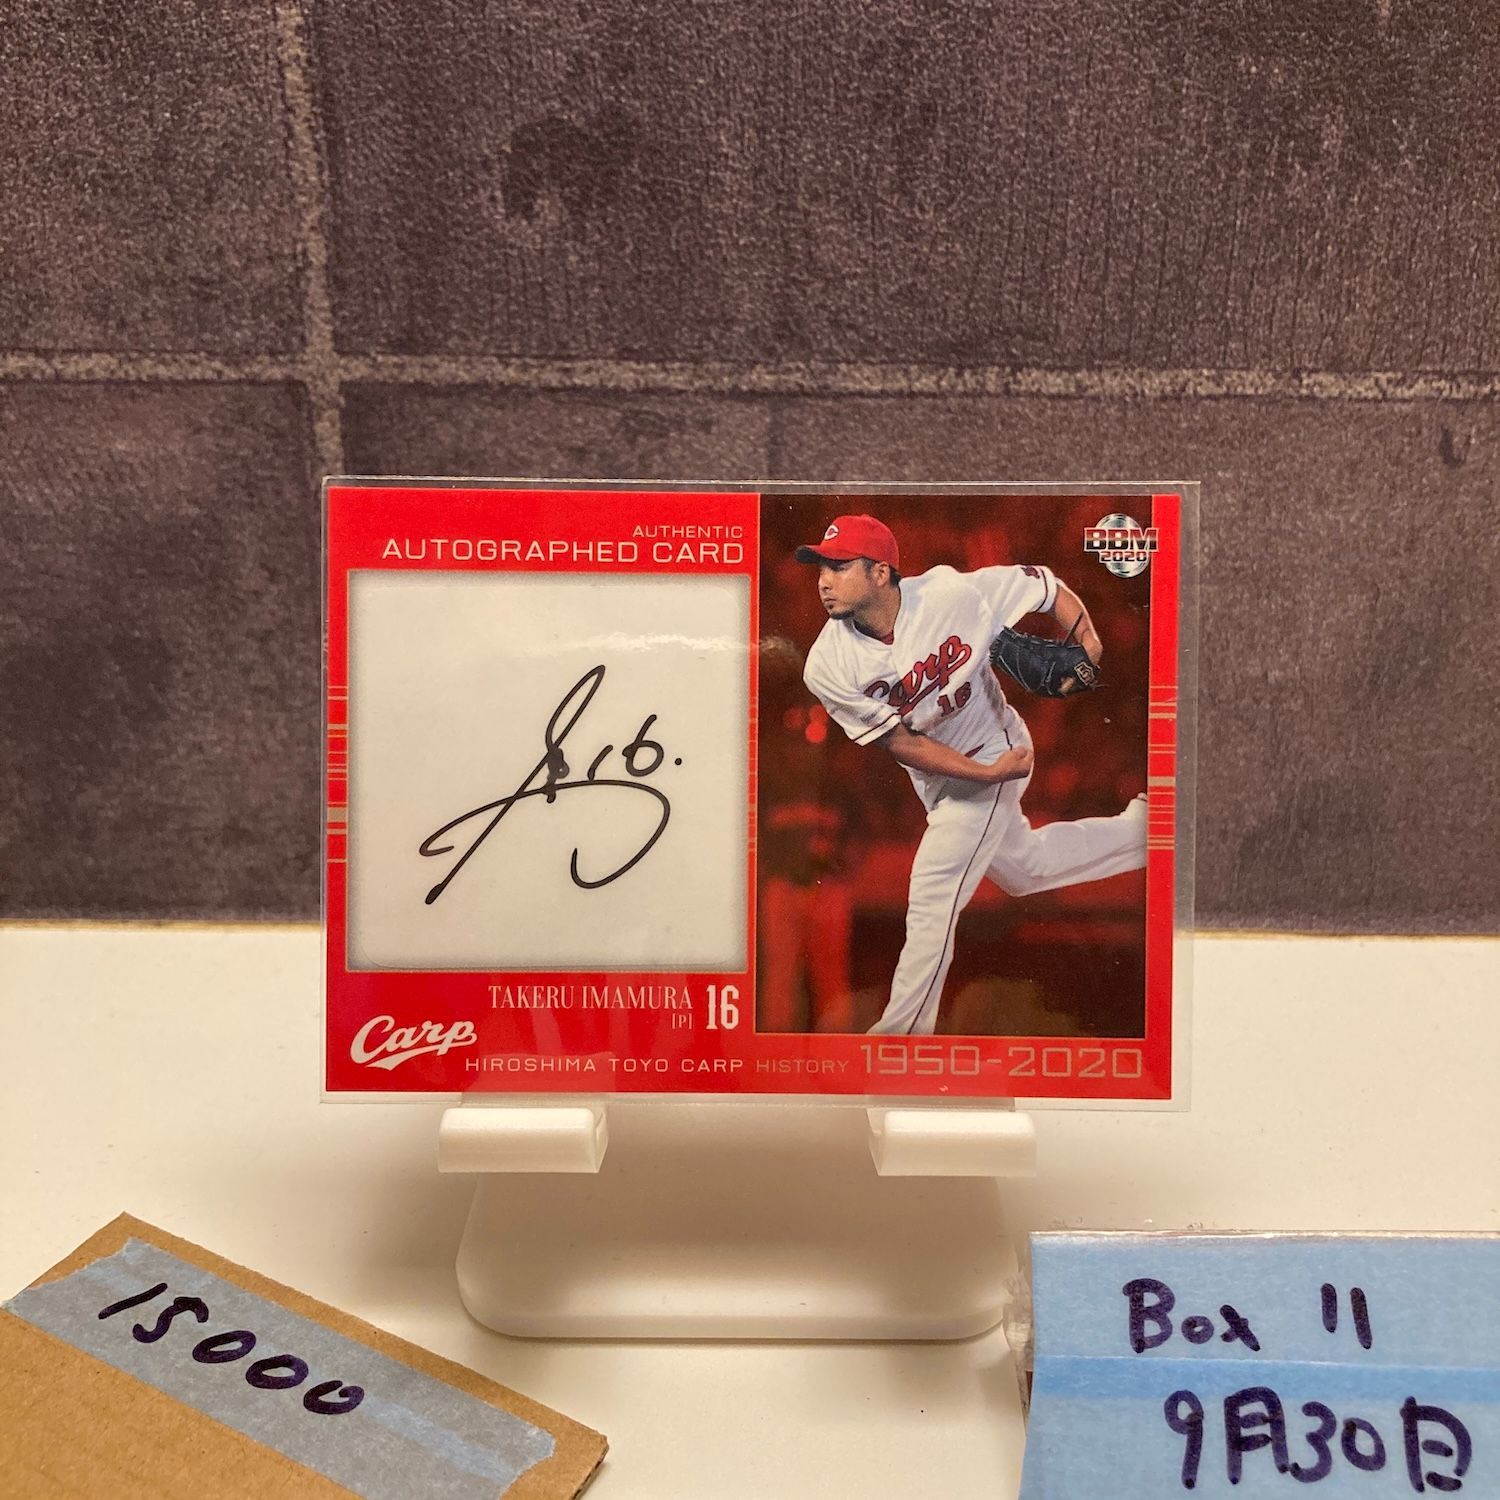 AUTHENTIC
AUTOGRAPHED CARD
BBM
2020
C
Carp
16
16.
TAKERU IMAMURA 16
[P]
Carp
HIROSHIMA TOYO CARP HISTORY 1950-2020
15000
Box 11
9月30日